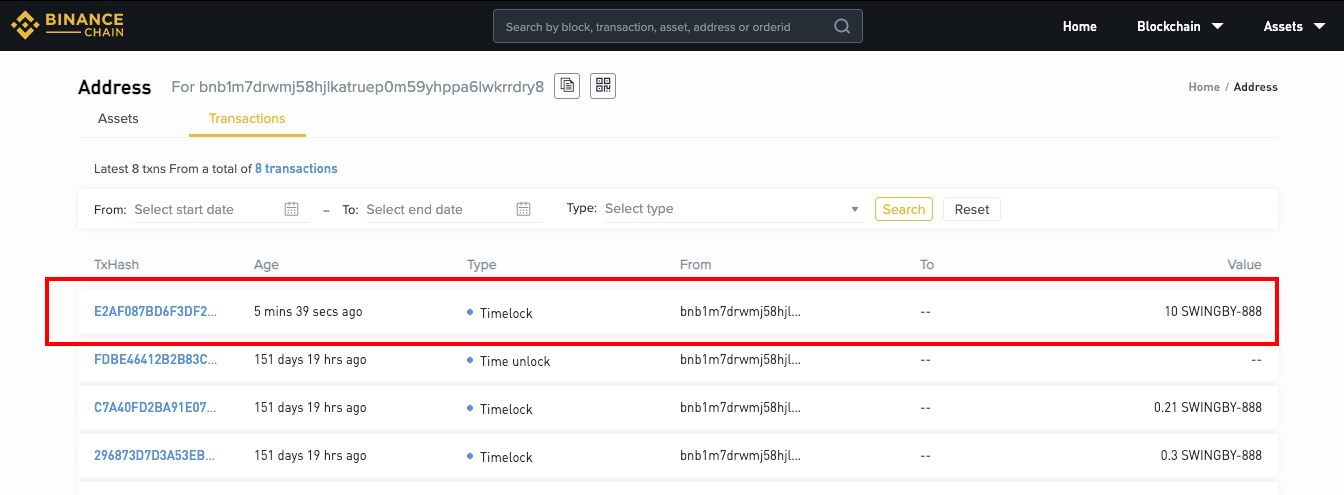 BINANCE
CHAIN
Search by block, transaction, asset, address or orderid
Home Blockchain Assets
Address For bnb1m7drwmj58hjlkatruep0m59yhppa6lwkrrdry8
Home / Address
Assets Transactions
Latest 8 txns From a total of 8 transactions
From: Select start date – To: Select end date Type: Select type Search Reset
TxHash Age Type From To Value
E2AF087BD6F3DF2... 5 mins 39 secs ago Timelock bnb1m7drwmj58hjl... -- 10 SWINGBY-888
FDBE46412B2B83C... 151 days 19 hrs ago Time unlock bnb1m7drwmj58hjl... -- --
C7A40FD2BA91E07... 151 days 19 hrs ago Timelock bnb1m7drwmj58hjl... -- 0.21 SWINGBY-888
296873D7D3A53EB... 151 days 19 hrs ago Timelock bnb1m7drwmj58hjl... -- 0.3 SWINGBY-888